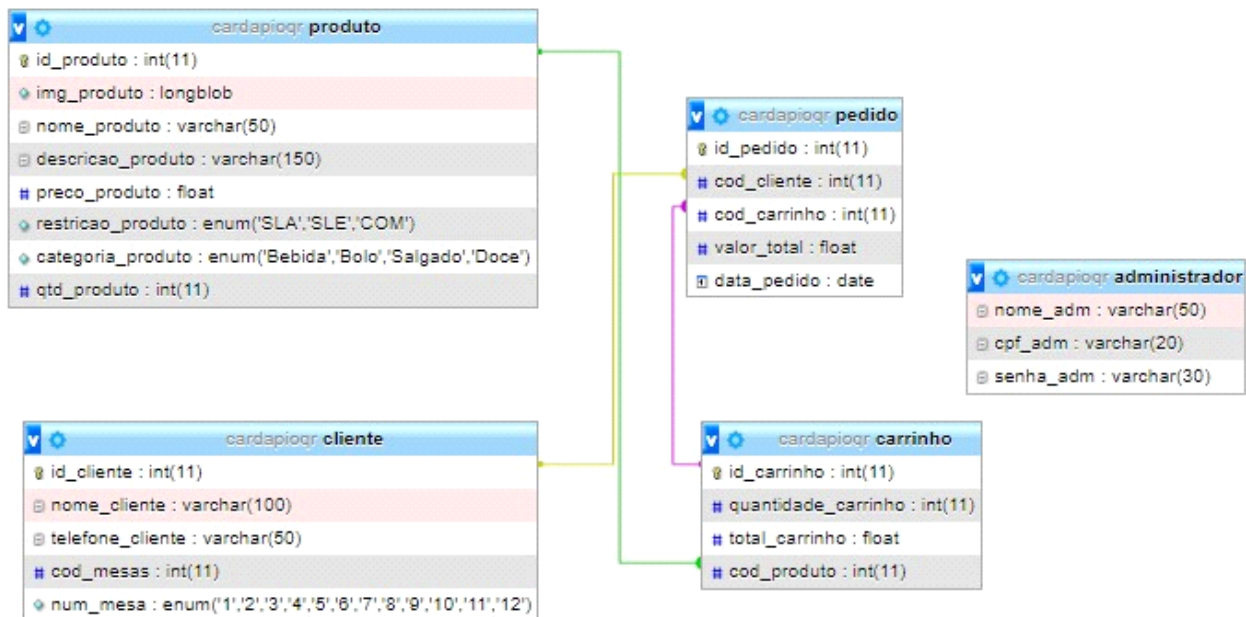 cardapioqr produto
id_produto : int(11)
img_produto : longblob
nome_produto : varchar(50)
descricao_produto : varchar(150)
# preco_produto : float
restricao_produto : enum('SLA','SLE','COM')
categoria_produto : enum('Bebida','Bolo','Salgado','Doce')
# qtd_produto : int(11)
cardapioqr pedido
id_pedido : int(11)
# cod_cliente : int(11)
# cod_carrinho : int(11)
# valor_total : float
data_pedido : date
cardapioqr administrador
nome_adm : varchar(50)
cpf_adm : varchar(20)
senha_adm : varchar(30)
cardapioqr cliente
id_cliente : int(11)
nome_cliente : varchar(100)
telefone_cliente : varchar(50)
# cod_mesas : int(11)
num_mesa : enum('1','2','3','4','5','6','7','8','9','10','11','12')
cardapioqr carrinho
id_carrinho : int(11)
# quantidade_carrinho : int(11)
# total_carrinho : float
# cod_produto : int(11)